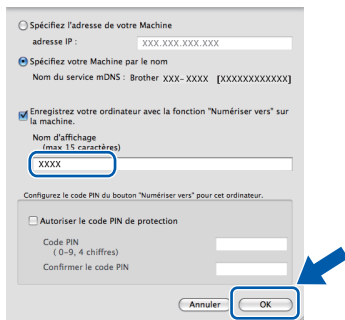 Spécifiez l'adresse de votre Machine
adresse IP : XXX.XXX.XXX.XXX
Spécifiez votre Machine par le nom
Nom du service mDNS : Brother XXX-XXXX [XXXXXXXXXXXX]
Enregistrez votre ordinateur avec la fonction "Numériser vers" sur
la machine.
Nom d'affichage
(max 15 caractères)
XXXX
Configurez le code PIN du bouton "Numériser vers" pour cet ordinateur.
Autoriser le code PIN de protection
Code PIN
( 0-9, 4 chiffres)
Confirmer le code PIN
Annuler OK